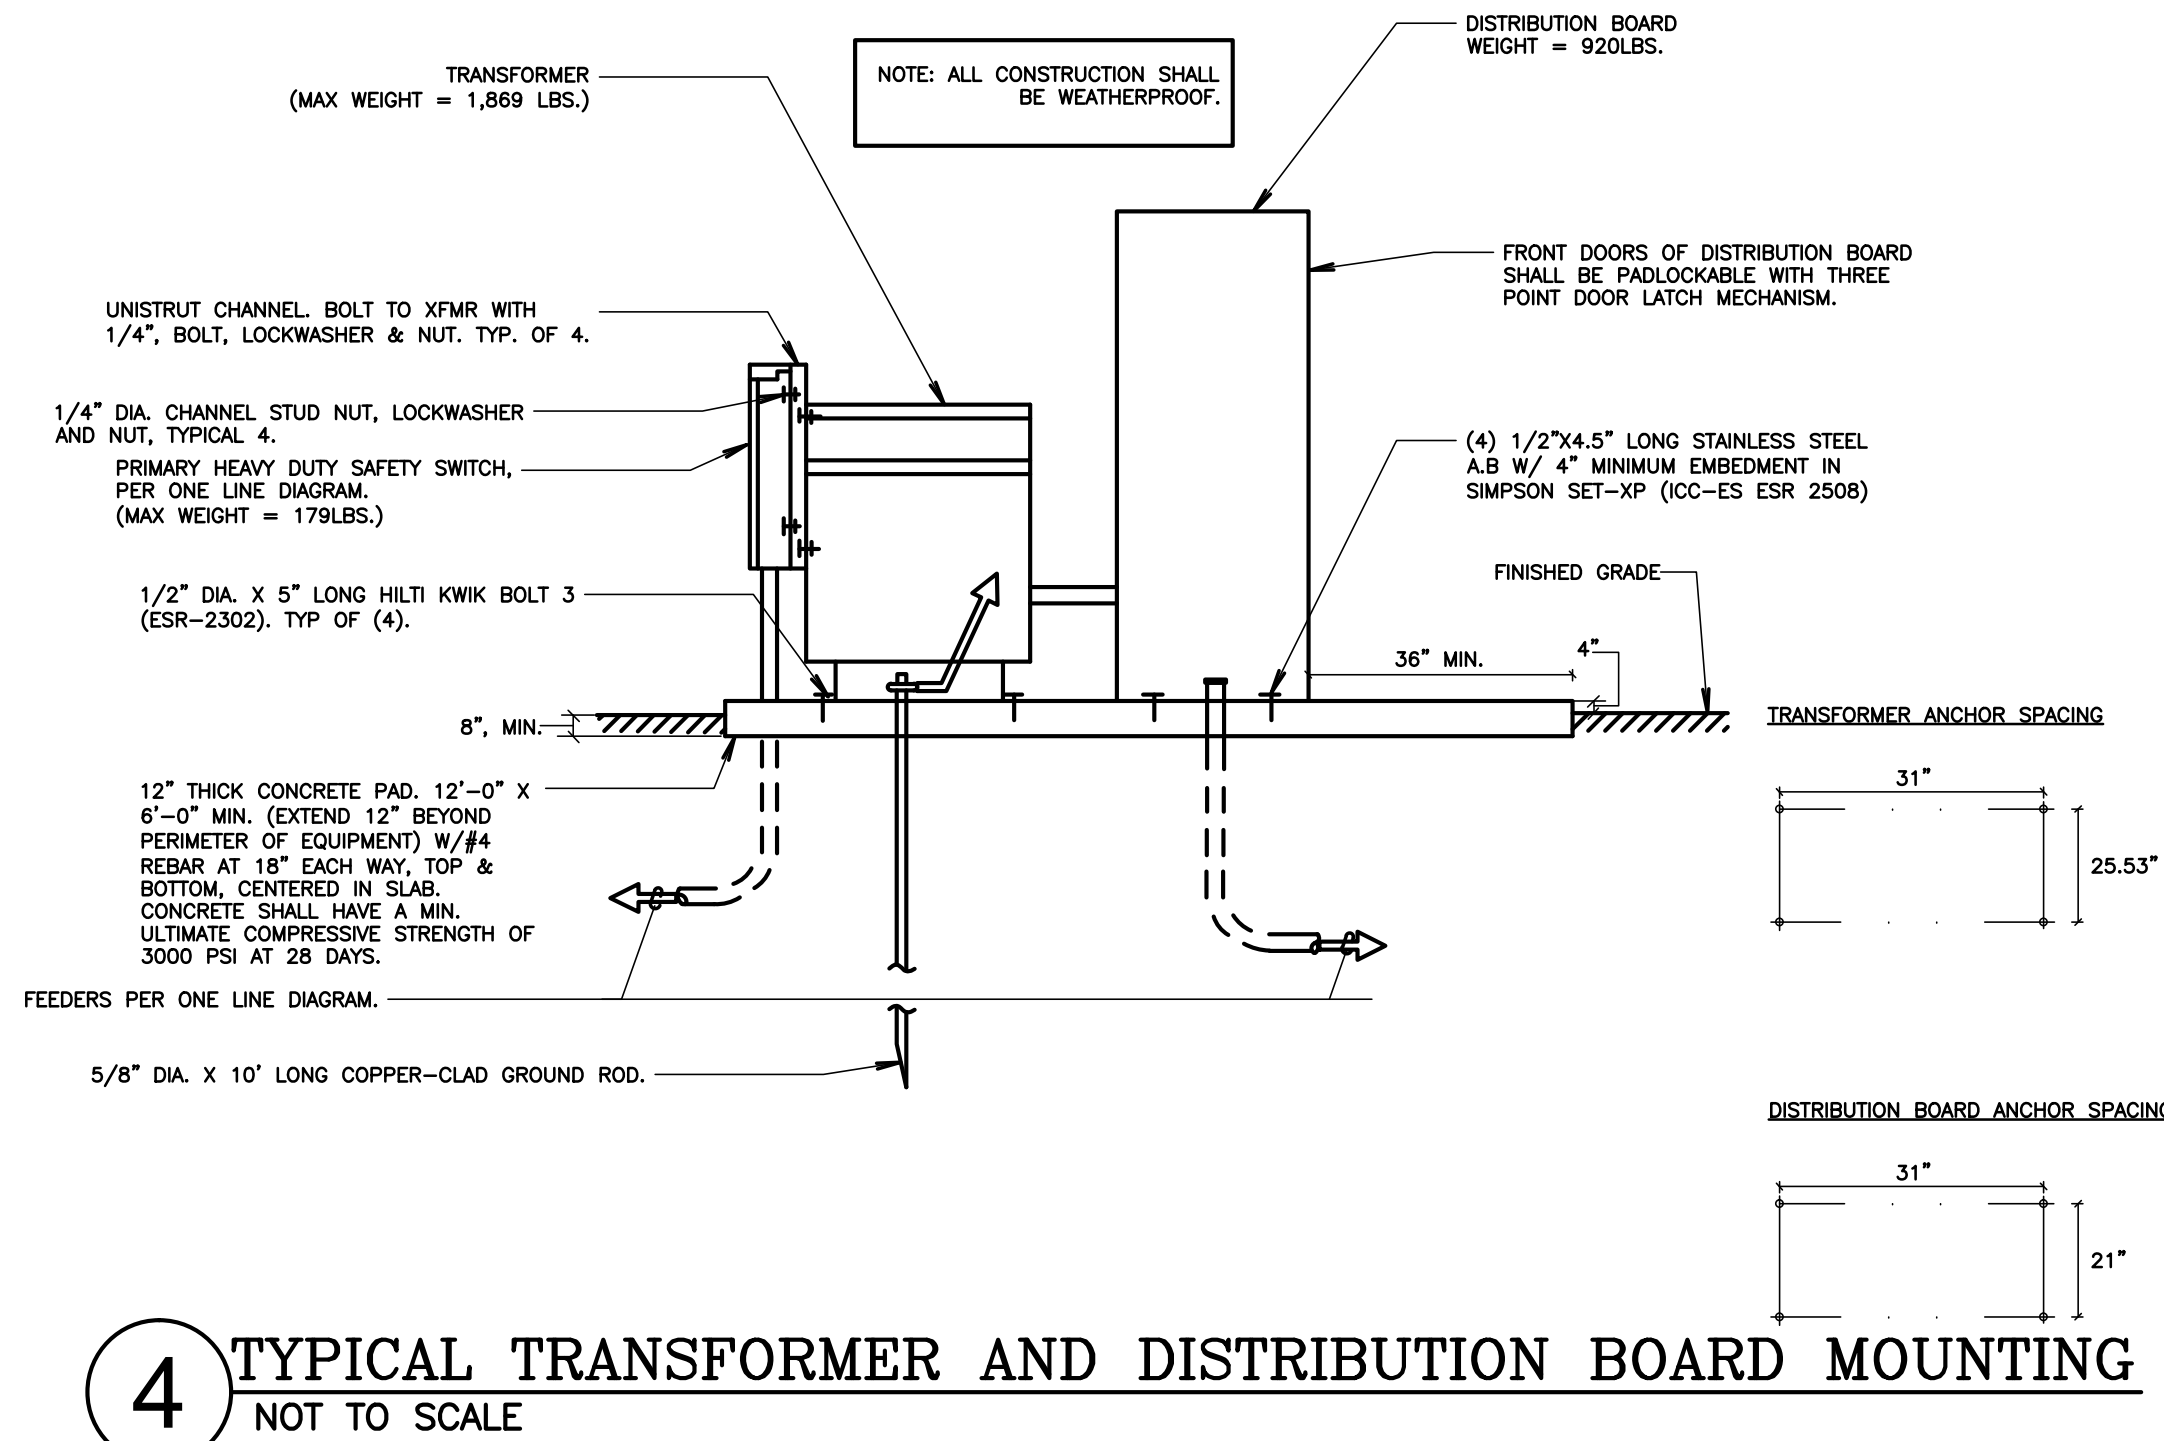 DISTRIBUTION BOARD
WEIGHT = 920LBS.
TRANSFORMER
(MAX WEIGHT = 1,869 LBS.)
NOTE: ALL CONSTRUCTION SHALL
BE WEATHERPROOF.
FRONT DOORS OF DISTRIBUTION BOARD
SHALL BE PADLOCKABLE WITH THREE
POINT DOOR LATCH MECHANISM.
UNISTRUT CHANNEL. BOLT TO XFMR WITH
1/4", BOLT, LOCKWASHER & NUT. TYP. OF 4.
1/4" DIA. CHANNEL STUD NUT, LOCKWASHER
AND NUT, TYPICAL 4.
PRIMARY HEAVY DUTY SAFETY SWITCH,
PER ONE LINE DIAGRAM.
(MAX WEIGHT = 179LBS.)
(4) 1/2"X4.5" LONG STAINLESS STEEL
A.B W/ 4" MINIMUM EMBEDMENT IN
SIMPSON SET-XP (ICC-ES ESR 2508)
1/2" DIA. X 5" LONG HILTI KWIK BOLT 3
(ESR-2302). TYP OF (4).
FINISHED GRADE
4"
36" MIN.
8", MIN.
TRANSFORMER ANCHOR SPACING
31"
25.53"
12" THICK CONCRETE PAD. 12'-0" X
6'-0" MIN. (EXTEND 12" BEYOND
PERIMETER OF EQUIPMENT) W/#4
REBAR AT 18" EACH WAY, TOP &
BOTTOM, CENTERED IN SLAB.
CONCRETE SHALL HAVE A MIN.
ULTIMATE COMPRESSIVE STRENGTH OF
3000 PSI AT 28 DAYS.
FEEDERS PER ONE LINE DIAGRAM.
5/8" DIA. X 10' LONG COPPER-CLAD GROUND ROD.
DISTRIBUTION BOARD ANCHOR SPACING
31"
21"
4
TYPICAL TRANSFORMER AND DISTRIBUTION BOARD MOUNTING
NOT TO SCALE